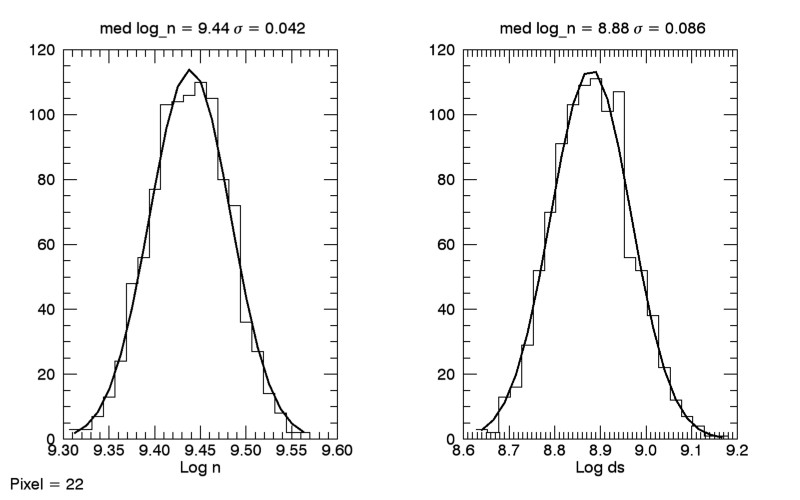 med log_n = 9.44 σ = 0.042
120
100
80
60
40
20
0
9.30 9.35 9.40 9.45 9.50 9.55 9.60
Log n
med log_n = 8.88 σ = 0.086
120
100
80
60
40
20
0
8.6 8.7 8.8 8.9 9.0 9.1 9.2
Log ds
Pixel = 22